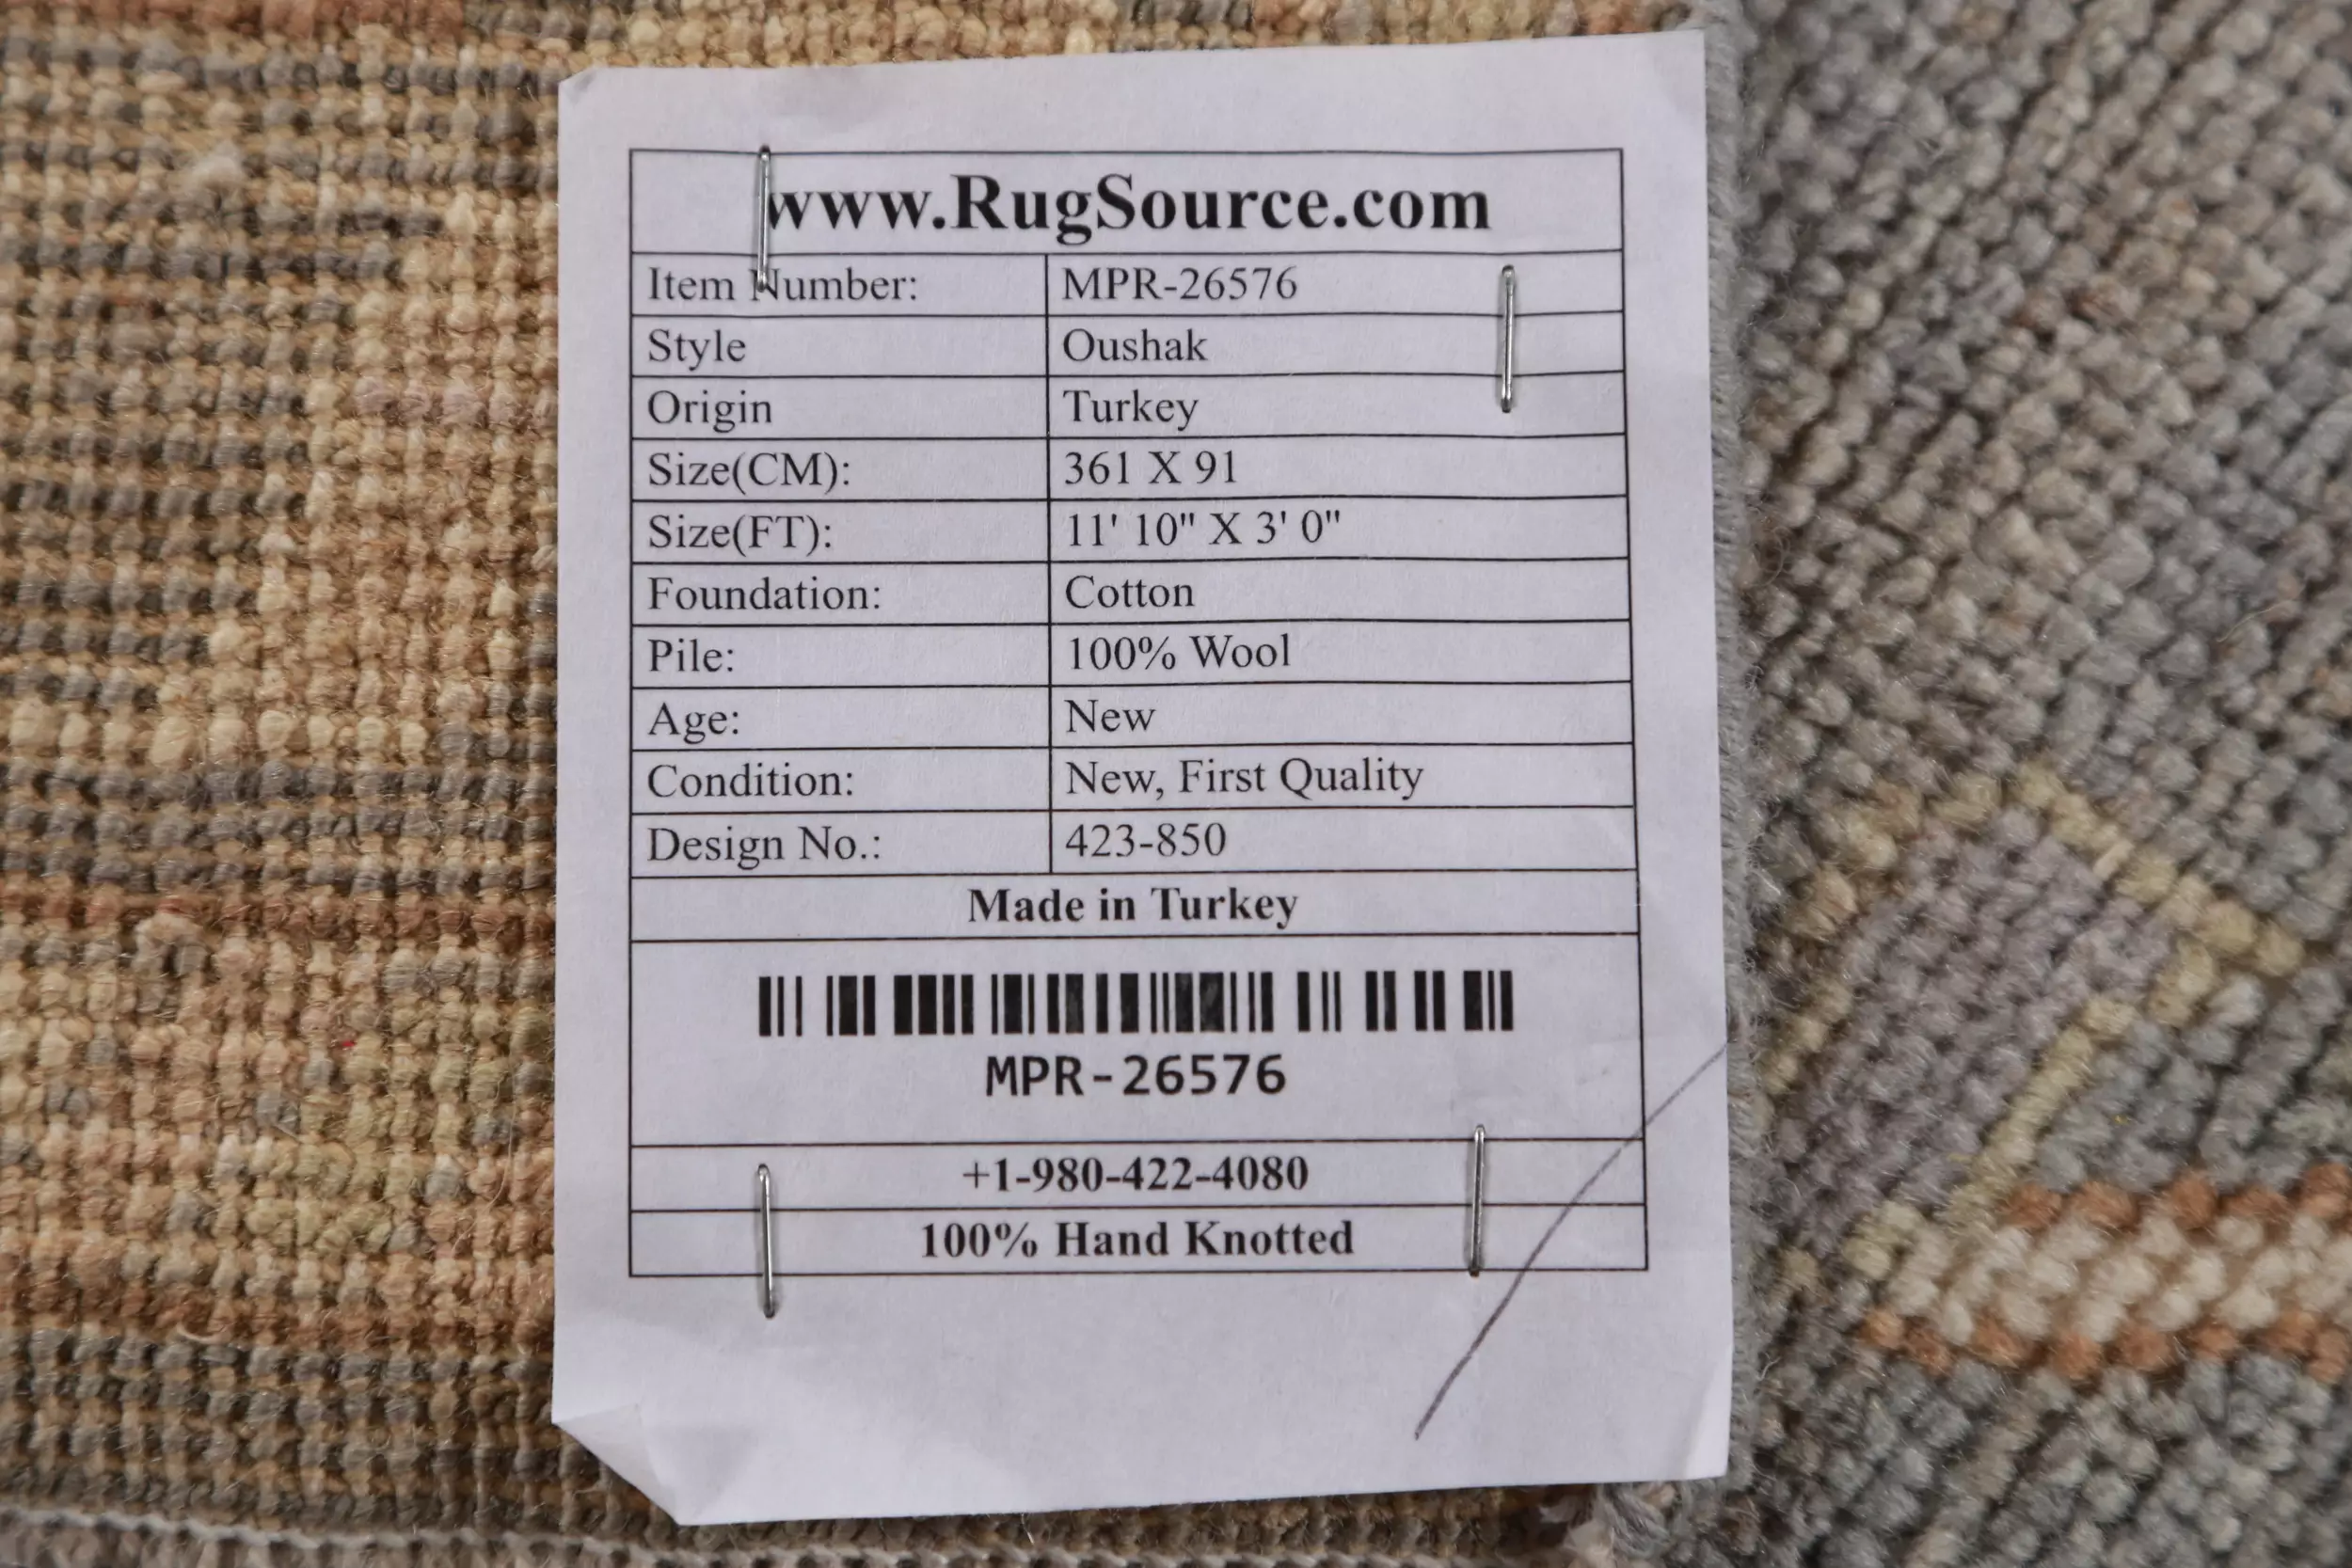 www.RugSource.com
Item Number: MPR-26576
Style Oushak
Origin Turkey
Size(CM): 361 X 91
Size(FT): 11' 10" X 3' 0"
Foundation: Cotton
Pile: 100% Wool
Age: New
Condition: New, First Quality
Design No.: 423-850
Made in Turkey
MPR-26576
+1-980-422-4080
100% Hand Knotted